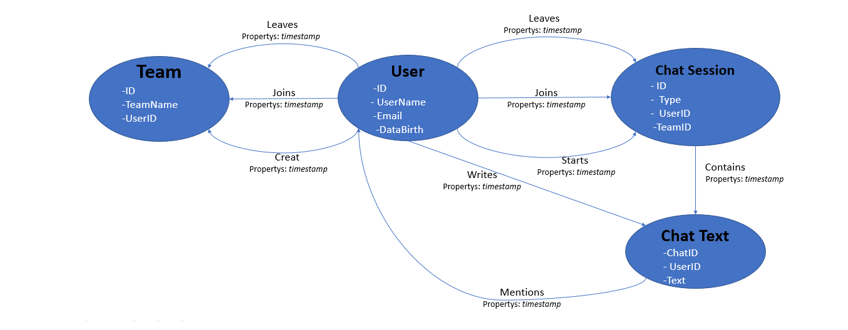 Leaves
Propertys: timestamp
Leaves
Propertys: timestamp
Team
-ID
-TeamName
-UserID
Joins
Propertys: timestamp
User
-ID
- UserName
-Email
-DataBirth
Joins
Propertys: timestamp
Chat Session
- ID
- Type
- UserID
-TeamID
Creat
Propertys: timestamp
Starts
Propertys: timestamp
Writes
Propertys: timestamp
Contains
Propertys: timestamp
Chat Text
-ChatID
- UserID
-Text
Mentions
Propertys: timestamp